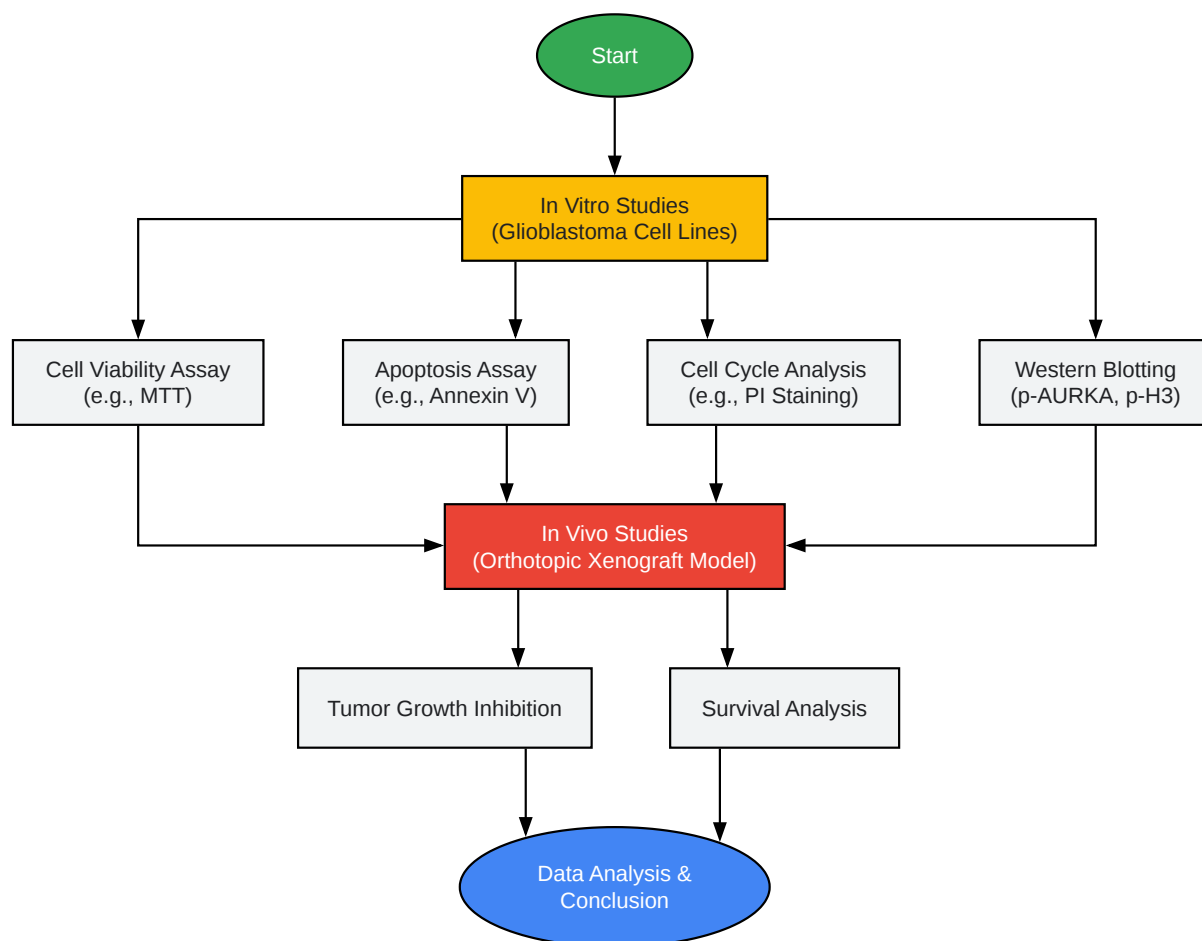 Start
In Vitro Studies
(Glioblastoma Cell Lines)
Cell Viability Assay
(e.g., MTT)
Apoptosis Assay
(e.g., Annexin V)
Cell Cycle Analysis
(e.g., PI Staining)
Western Blotting
(p-AURKA, p-H3)
In Vivo Studies
(Orthotopic Xenograft Model)
Tumor Growth Inhibition
Survival Analysis
Data Analysis &
Conclusion